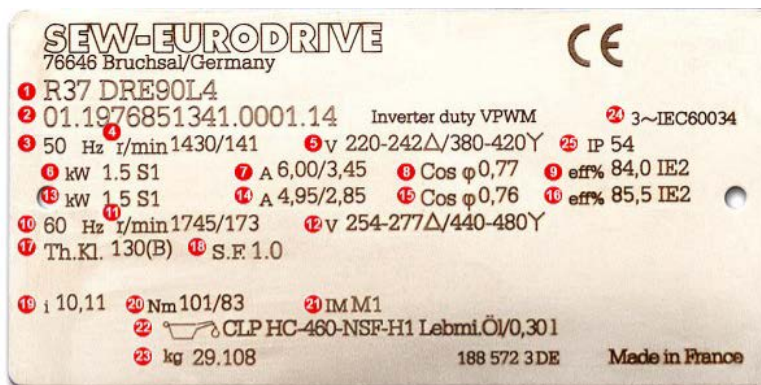 SEW-EURODRIVE CE
76646 Bruchsal/Germany
1 R37 DRE90L4
2 01.1976851341.0001.14 Inverter duty VPWM 24 3~IEC60034
3 50 Hz 4 r/min 1430/141 5 V 220-242Δ/380-420Y 25 IP 54
6 kW 1.5 S1 7 A 6,00/3,45 8 Cos φ 0,77 9 eff% 84,0 IE2
13 kW 1.5 S1 14 A 4,95/2,85 15 Cos φ 0,76 16 eff% 85,5 IE2
10 60 Hz 11 r/min 1745/173 12 V 254-277Δ/440-480Y
17 Th.Kl. 130(B) 18 S.F. 1.0
19 i 10,11 20 Nm 101/83 21 IM M1
22 CLP HC-460-NSF-H1 Lebmi.Öl/0,30 l
23 kg 29.108 188 572 3 DE Made in France